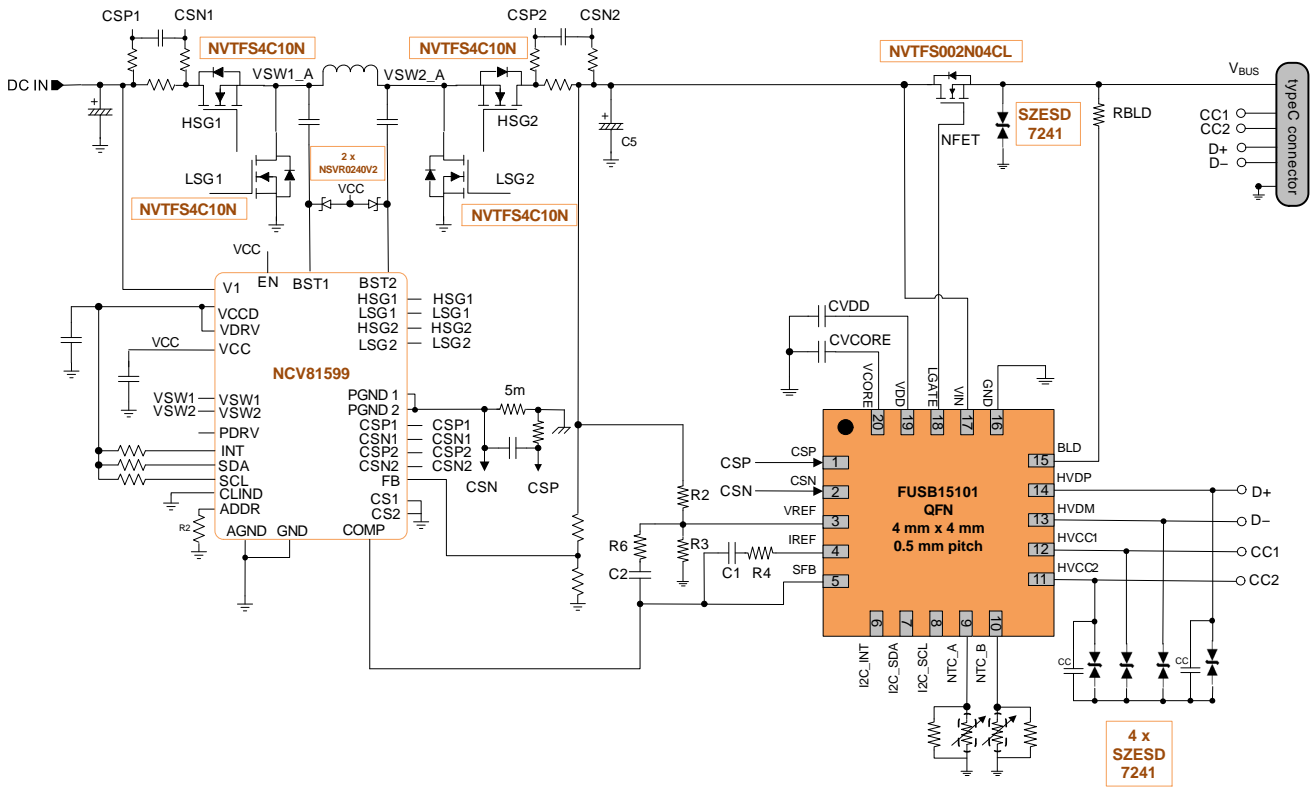 CSP1
CSN1
CSP2
CSN2
NVTFS4C10N
NVTFS4C10N
NVTFS002N04CL
DC IN
VSW1_A
VSW2_A
VBUS
typeC connector
HSG1
HSG2
C5
NFET
SZESD
7241
RBLD
CC1
CC2
D+
D–
+
+
LSG1
LSG2
2 x
NSVR0240V2
VCC
NVTFS4C10N
NVTFS4C10N
VCC
EN
BST1
BST2
V1
VCCD
VDRV
VCC
VCC
VSW1
VSW2
VSW1
VSW2
PDRV
INT
SDA
SCL
CLIND
ADDR
R2
AGND
GND
COMP
NCV81599
HSG1
LSG1
HSG2
LSG2
HSG1
LSG1
HSG2
LSG2
PGND 1
PGND 2
CSP1
CSN1
CSP2
CSN2
FB
CS1
CS2
CSP1
CSN1
CSP2
CSN2
5m
CSN
CSP
R2
R3
R6
C2
C1
R4
CVDD
CVCORE
VCORE
VDD
LGATE
VIN
GND
20
19
18
17
16
CSP
CSP
1
CSN
CSN
2
VREF
3
IREF
4
SFB
5
FUSB15101
QFN
4 mm x 4 mm
0.5 mm pitch
BLD
15
HVDP
14
D+
HVDM
13
D–
HVCC1
12
CC1
HVCC2
11
CC2
6
7
8
9
10
I2C_INT
I2C_SDA
I2C_SCL
NTC_A
NTC_B
CC
CC
4 x
SZESD
7241